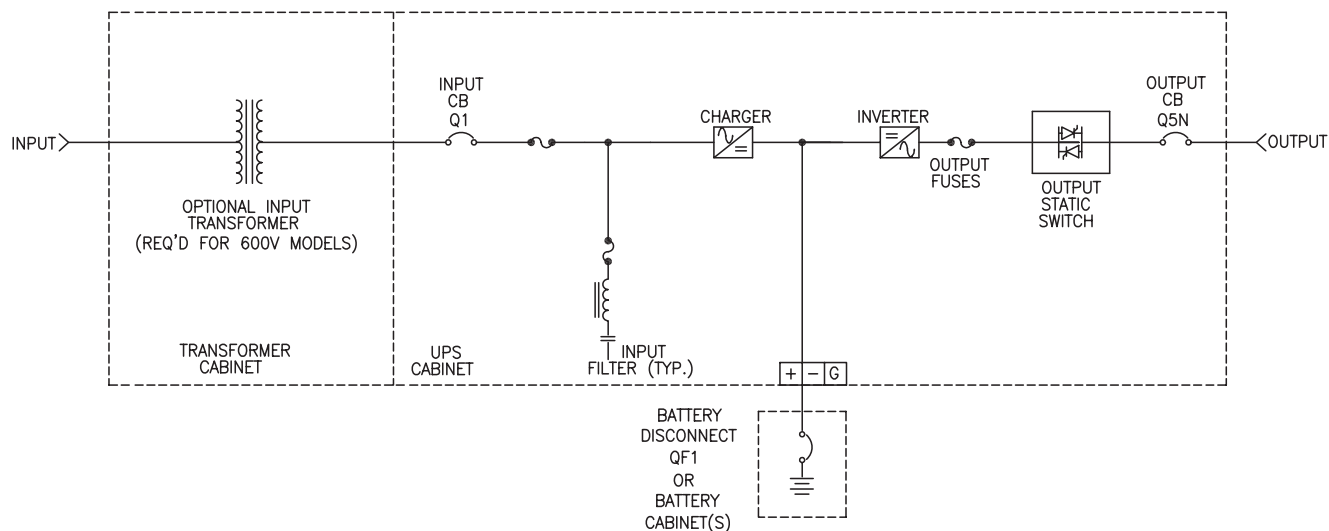 INPUT
CB
Q1
OUTPUT
CB
Q5N
CHARGER
INVERTER
INPUT
OUTPUT
OUTPUT
FUSES
OUTPUT
STATIC
SWITCH
OPTIONAL INPUT
TRANSFORMER
(REQ'D FOR 600V MODELS)
TRANSFORMER
CABINET
UPS
CABINET
INPUT
FILTER (TYP.)
+ - G
BATTERY
DISCONNECT
QF1
OR
BATTERY
CABINET(S)